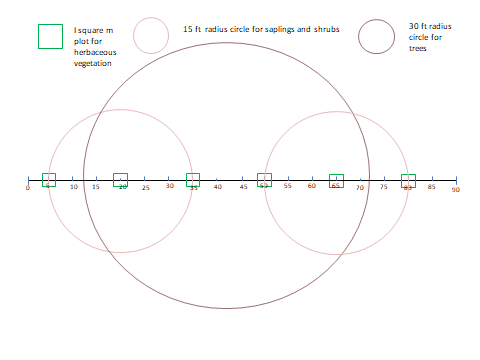 I square m
plot for
herbaceous
vegetation
15 ft radius circle for saplings and shrubs
30 ft radius
circle for
trees
0 5 10 15 20 25 30 35 40 45 50 55 60 65 70 75 80 85 90